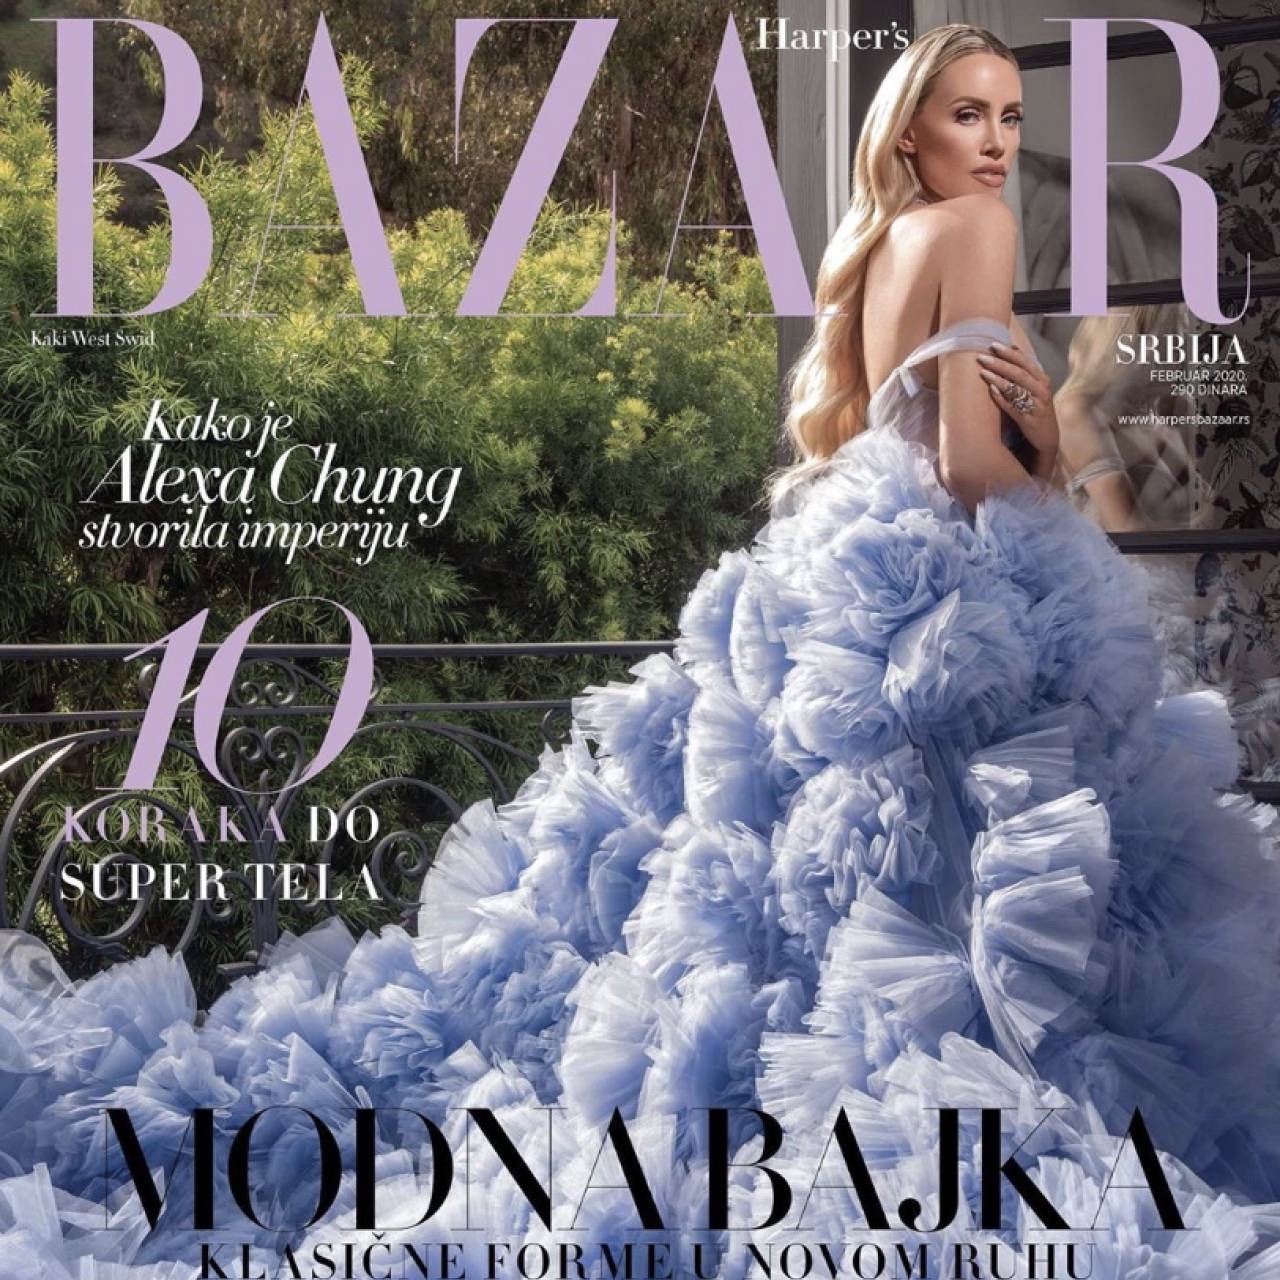 Harper's
BAZAAR
Kaki West Swid
SRBIJA
FEBRUAR 2020.
290 DINARA
www.harpersbazaar.rs
Kako je
Alexa Chung
stvorila imperiju
10
KORAKA DO
SUPER TELA
MODNA BAJKA
KLASIČNE FORME U NOVOM RUHU